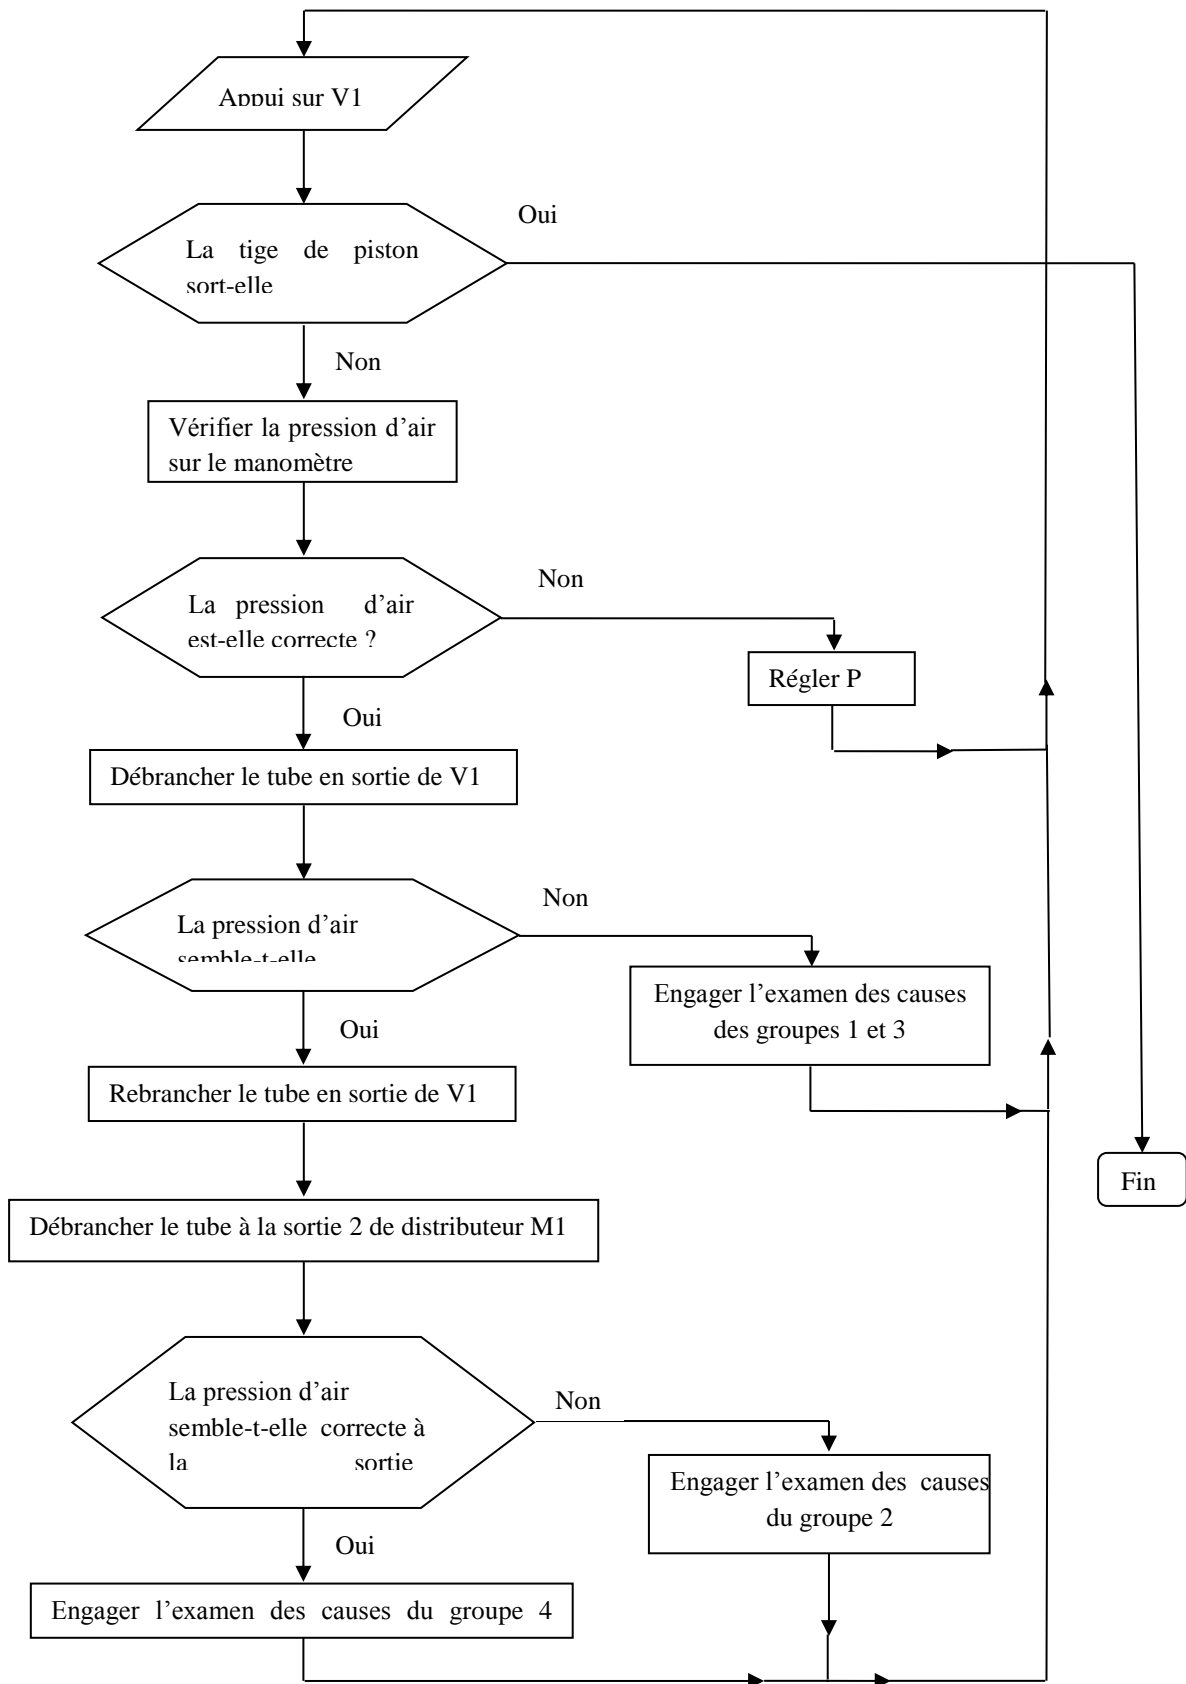 Appui sur V1
Oui
La tige de piston
sort-elle
Non
Vérifier la pression d’air
sur le manomètre
Non
La pression d’air
est-elle correcte ?
Régler P
Oui
Débrancher le tube en sortie de V1
Non
La pression d’air
semble-t-elle
Engager l’examen des causes
des groupes 1 et 3
Oui
Rebrancher le tube en sortie de V1
Fin
Débrancher le tube à la sortie 2 de distributeur M1
La pression d’air
Non
semble-t-elle correcte à
la sortie
Engager l’examen des causes
du groupe 2
Oui
Engager l’examen des causes du groupe 4